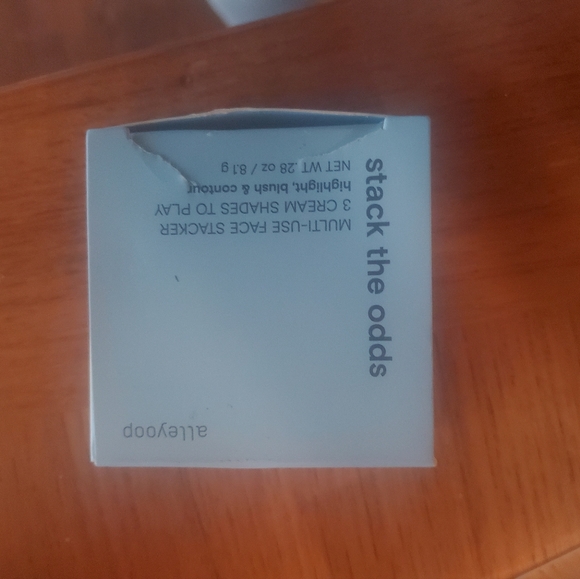 alleyoop
stack the odds
MULTI-USE FACE STACKER
3 CREAM SHADES TO PLAY
highlight, blush & contour
NET WT. .28 oz / 8.1 g